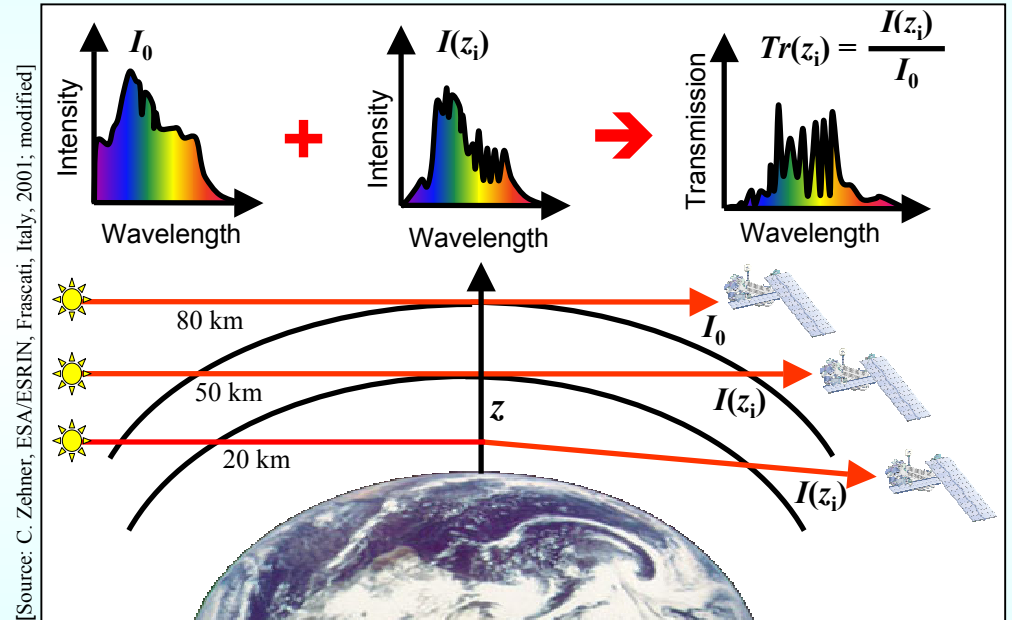 [Source: C. Zehner, ESA/ESRIN, Frascati, Italy, 2001; modified]
I₀
Intensity
Wavelength
+
I(zᵢ)
Intensity
Wavelength
Tr(zᵢ) = I(zᵢ) / I₀
Transmission
Wavelength
80 km
I₀
50 km
I(zᵢ)
z
20 km
I(zᵢ)